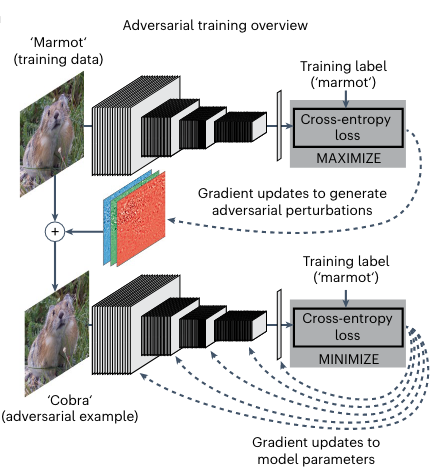 Adversarial training overview
‘Marmot‘
(training data)
Training label
(‘marmot‘)
Cross-entropy
loss
MAXIMIZE
Gradient updates to generate
adversarial perturbations
+
Training label
(‘marmot‘)
Cross-entropy
loss
MINIMIZE
‘Cobra‘
(adversarial example)
Gradient updates to
model parameters